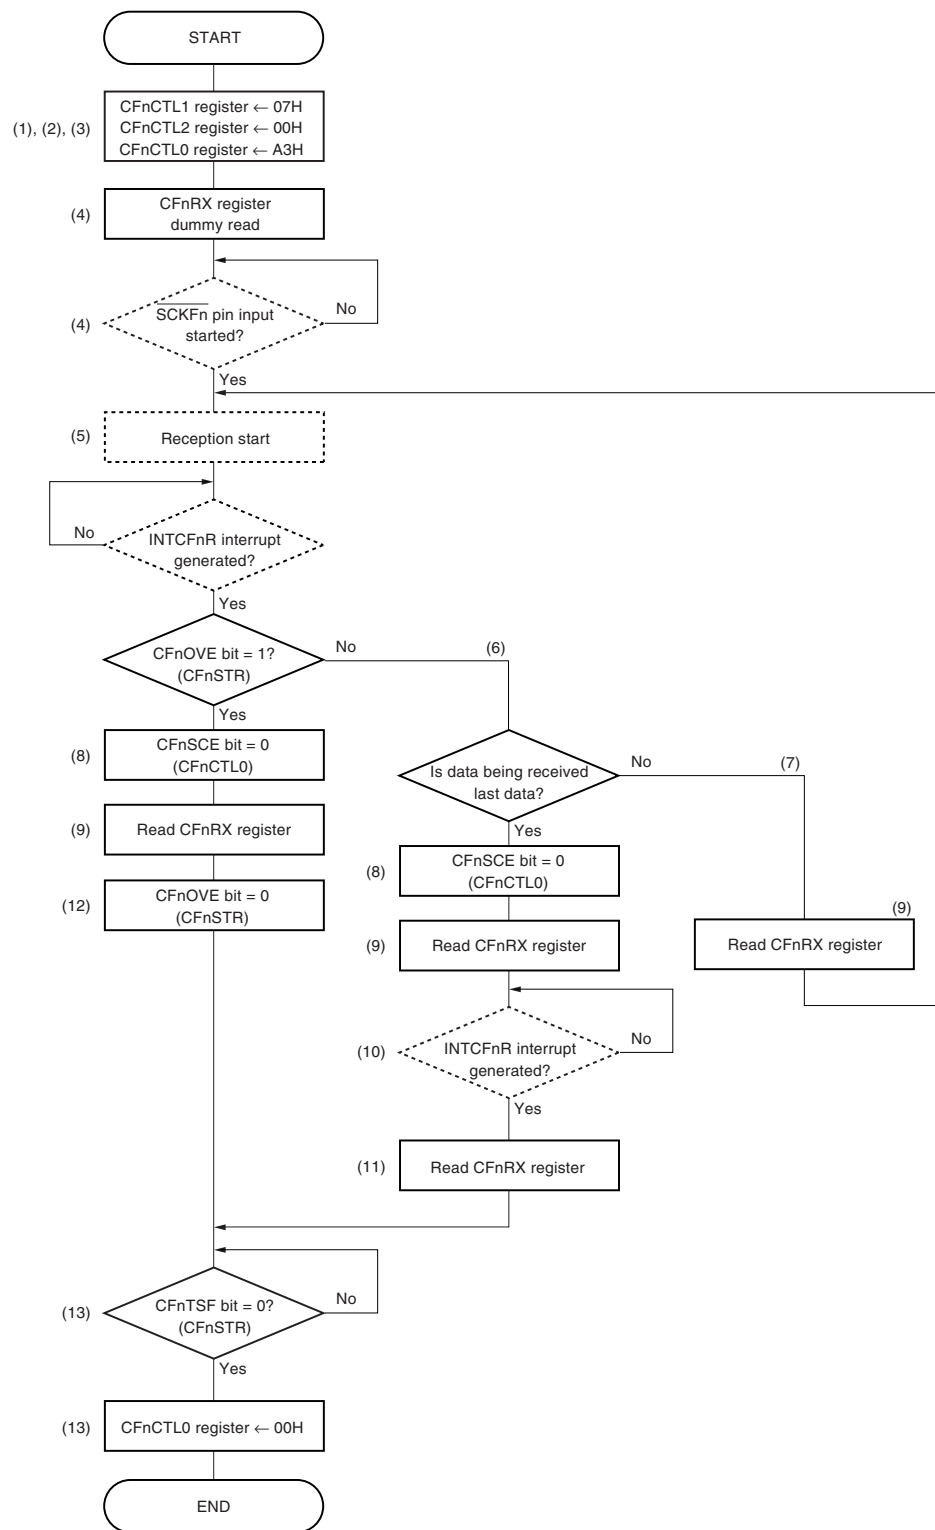 START
(1), (2), (3)
CFnCTL1 register ← 07H
CFnCTL2 register ← 00H
CFnCTL0 register ← A3H
(4)
CFnRX register
dummy read
(4)
SCKFn pin input
started?
No
Yes
(5)
Reception start
No
INTCFnR interrupt
generated?
Yes
CFnOVE bit = 1?
(CFnSTR)
No
(6)
Yes
(8)
CFnSCE bit = 0
(CFnCTL0)
Is data being received
last data?
No
(7)
Yes
(9)
Read CFnRX register
(8)
CFnSCE bit = 0
(CFnCTL0)
(12)
CFnOVE bit = 0
(CFnSTR)
(9)
Read CFnRX register
(9)
Read CFnRX register
(10)
INTCFnR interrupt
generated?
No
Yes
(11)
Read CFnRX register
(13)
CFnTSF bit = 0?
(CFnSTR)
No
Yes
(13)
CFnCTL0 register ← 00H
END